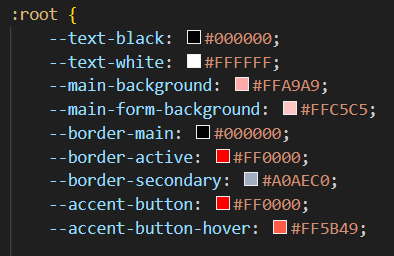 :root {
--text-black: #000000;
--text-white: #FFFFFF;
--main-background: #FFA9A9;
--main-form-background: #FFC5C5;
--border-main: #000000;
--border-active: #FF0000;
--border-secondary: #A0AEC0;
--accent-button: #FF0000;
--accent-button-hover: #FF5B49;